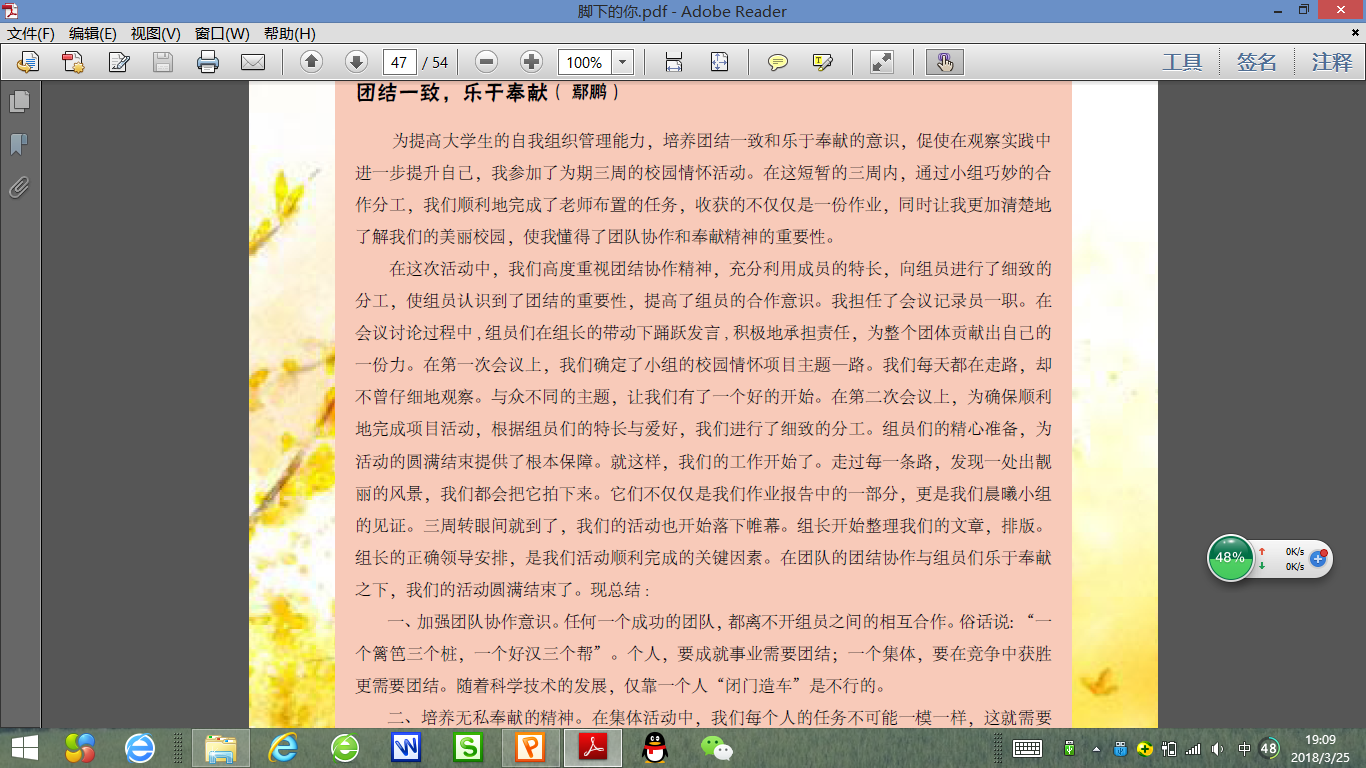 脚下的你.pdf - Adobe Reader
文件(F) 编辑(E) 视图(V) 窗口(W) 帮助(H)
47 / 54 100% 工具 签名 注释
团结一致，乐于奉献（ 鄢鹏 ）
为提高大学生的自我组织管理能力，培养团结一致和乐于奉献的意识，促使在观察实践中
进一步提升自己，我参加了为期三周的校园情怀活动。在这短暂的三周内，通过小组巧妙的合
作分工，我们顺利地完成了老师布置的任务，收获的不仅仅是一份作业，同时让我更加清楚地
了解我们的美丽校园，使我懂得了团队协作和奉献精神的重要性。
在这次活动中，我们高度重视团结协作精神，充分利用成员的特长，向组员进行了细致的
分工，使组员认识到了团结的重要性，提高了组员的合作意识。我担任了会议记录员一职。在
会议讨论过程中 , 组员们在组长的带动下踊跃发言 , 积极地承担责任，为整个团体贡献出自己的
一份力。在第一次会议上，我们确定了小组的校园情怀项目主题—路。我们每天都在走路，却
不曾仔细地观察。与众不同的主题，让我们有了一个好的开始。在第二次会议上，为确保顺利
地完成项目活动，根据组员们的特长与爱好，我们进行了细致的分工。组员们的精心准备，为
活动的圆满结束提供了根本保障。就这样，我们的工作开始了。走过每一条路，发现一处出靓
丽的风景，我们都会把它拍下来。它们不仅仅是我们作业报告中的一部分，更是我们晨曦小组
的见证。三周转眼间就到了，我们的活动也开始落下帷幕。组长开始整理我们的文章，排版。
组长的正确领导安排，是我们活动顺利完成的关键因素。在团队的团结协作与组员们乐于奉献
之下，我们的活动圆满结束了。现总结 :
一、加强团队协作意识。任何一个成功的团队，都离不开组员之间的相互合作。俗话说：“一
个篱笆三个桩，一个好汉三个帮”。个人，要成就事业需要团结；一个集体，要在竞争中获胜
更需要团结。随着科学技术的发展，仅靠一个人“闭门造车”是不行的。
二、培养无私奉献的精神。在集体活动中，我们每个人的任务不可能一模一样，这就需要
48% 0K/s
0K/s
中 48 19:09
2018/3/25